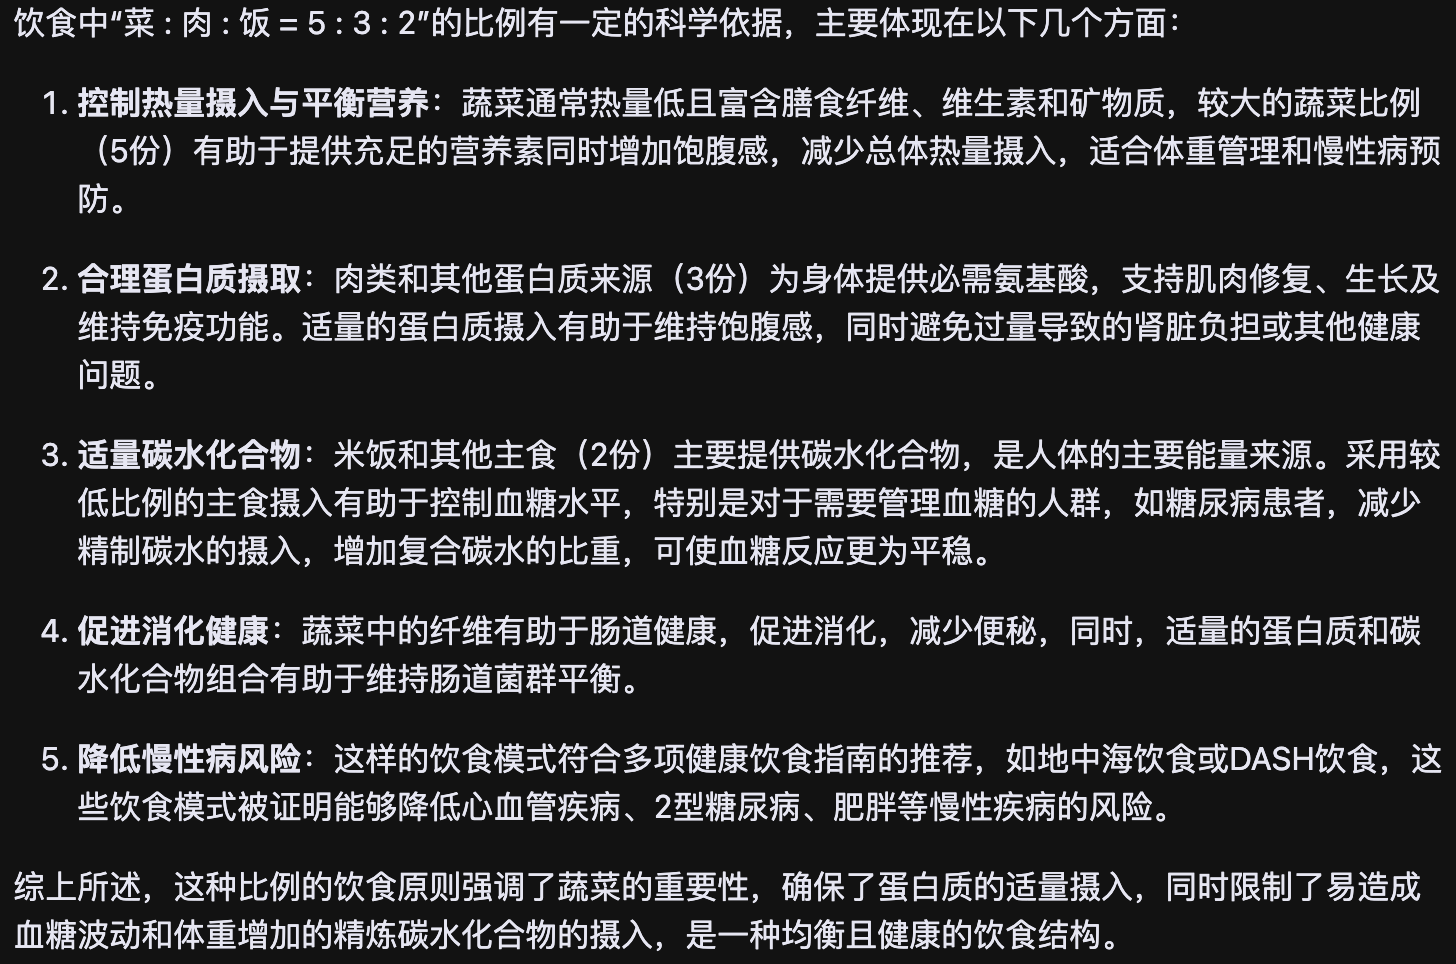 饮食中“菜 : 肉 : 饭 = 5 : 3 : 2”的比例有一定的科学依据，主要体现在以下几个方面：
1. 控制热量摄入与平衡营养：蔬菜通常热量低且富含膳食纤维、维生素和矿物质，较大的蔬菜比例
（5份）有助于提供充足的营养素同时增加饱腹感，减少总体热量摄入，适合体重管理和慢性病预
防。
2. 合理蛋白质摄取：肉类和其他蛋白质来源（3份）为身体提供必需氨基酸，支持肌肉修复、生长及
维持免疫功能。适量的蛋白质摄入有助于维持饱腹感，同时避免过量导致的肾脏负担或其他健康
问题。
3. 适量碳水化合物：米饭和其他主食（2份）主要提供碳水化合物，是人体的主要能量来源。采用较
低比例的主食摄入有助于控制血糖水平，特别是对于需要管理血糖的人群，如糖尿病患者，减少
精制碳水的摄入，增加复合碳水的比重，可使血糖反应更为平稳。
4. 促进消化健康：蔬菜中的纤维有助于肠道健康，促进消化，减少便秘，同时，适量的蛋白质和碳
水化合物组合有助于维持肠道菌群平衡。
5. 降低慢性病风险：这样的饮食模式符合多项健康饮食指南的推荐，如地中海饮食或DASH饮食，这
些饮食模式被证明能够降低心血管疾病、2型糖尿病、肥胖等慢性疾病的风险。
综上所述，这种比例的饮食原则强调了蔬菜的重要性，确保了蛋白质的适量摄入，同时限制了易造成
血糖波动和体重增加的精炼碳水化合物的摄入，是一种均衡且健康的饮食结构。